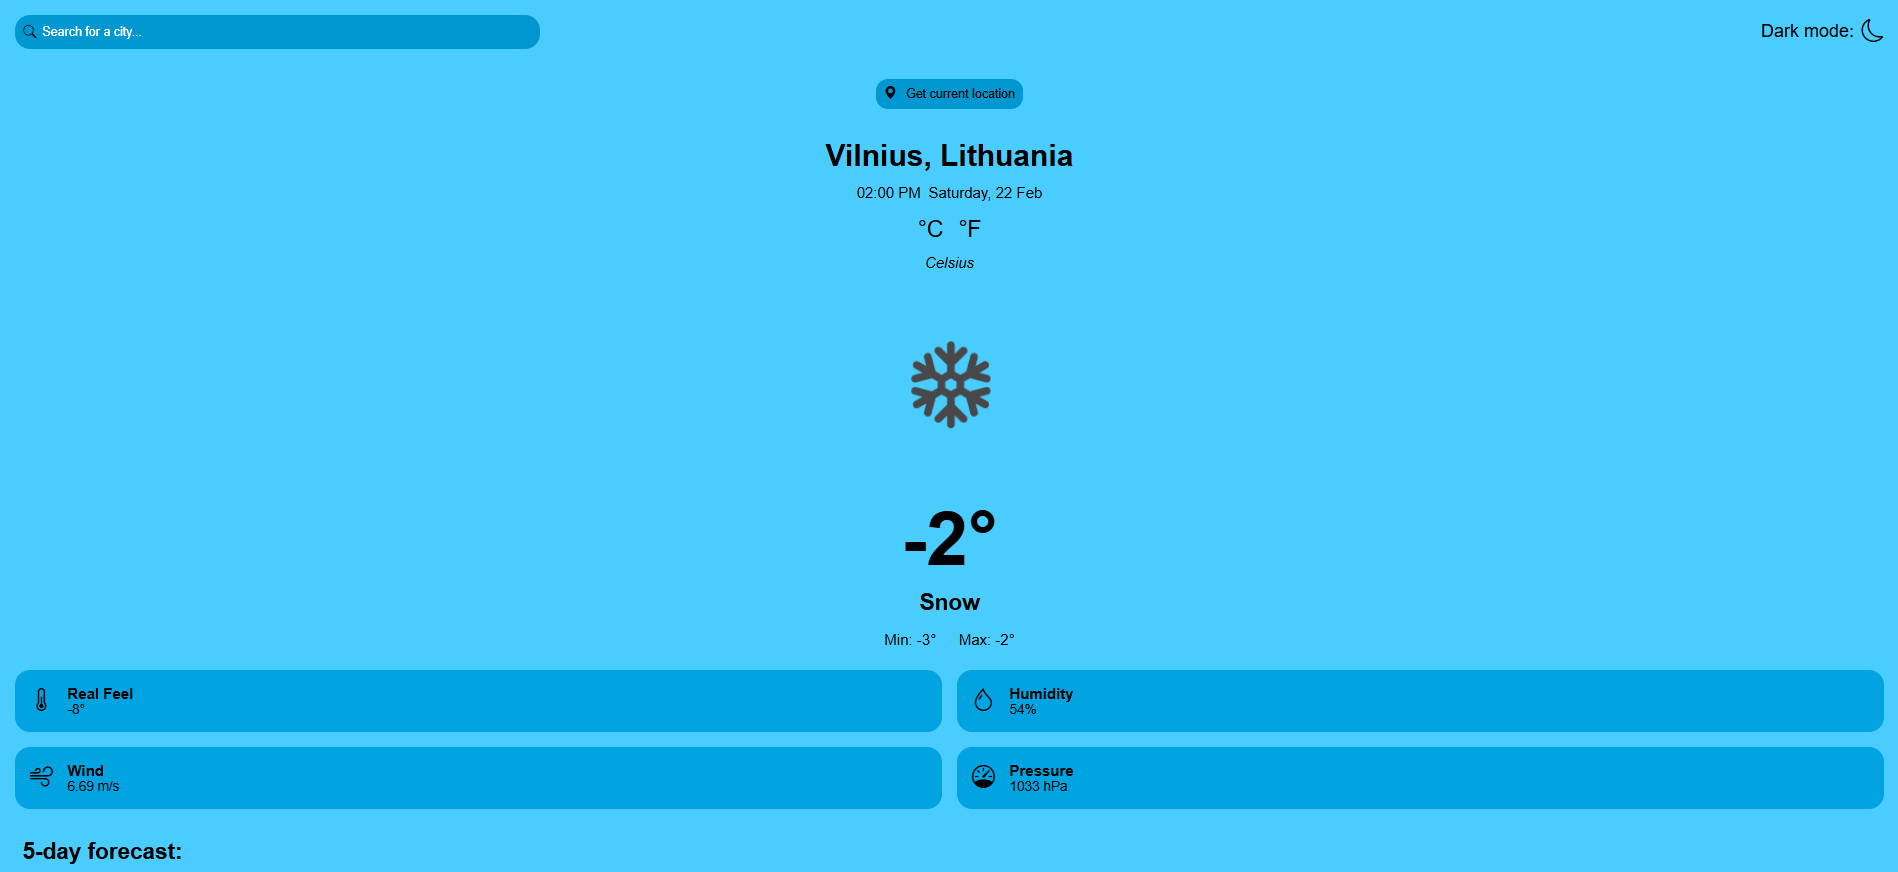 Search for a city...
Dark mode:
Get current location
Vilnius, Lithuania
02:00 PM Saturday, 22 Feb
°C °F
Celsius
-2°
Snow
Min: -3° Max: -2°
Real Feel
-8°
Humidity
54%
Wind
6.69 m/s
Pressure
1033 hPa
5-day forecast: